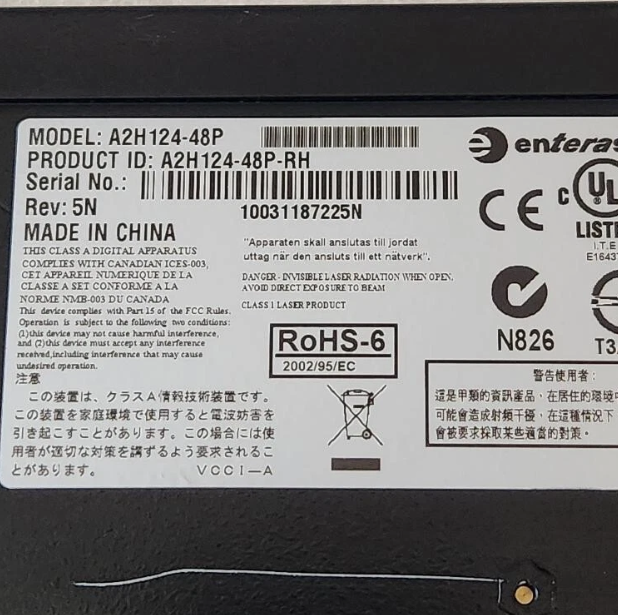 MODEL: A2H124-48P
PRODUCT ID: A2H124-48P-RH
Serial No.:
Rev: 5N
10031187225N
MADE IN CHINA
THIS CLASS A DIGITAL APPARATUS
COMPLIES WITH CANADIAN ICES-003,
CET APPAREIL NUMERIQUE DE LA
CLASSE A SET CONFORME A LA
NORME NMB-003 DU CANADA
This device complies with Part 15 of the FCC Rules.
Operation is subject to the following two conditions:
(1)this device may not cause harmful interference,
and (2)this device must accept any interference
received,including interference that may cause
undesired operation.
注意
この装置は、クラスA情報技術装置です。
この装置を家庭環境で使用すると電波妨害を
引き起こすことがあります。この場合には使
用者が適切な対策を講ずるよう要求されるこ
とがあります。 VCCI-A
"Apparaten skall anslutas till jordat
uttag när den ansluts till ett nätverk".
DANGER - INVISIBLE LASER RADIATION WHEN OPEN,
AVOID DIRECT EXPOSURE TO BEAM
CLASS 1 LASER PRODUCT
RoHS-6
2002/95/EC
enteras
CE
C UL
LISTE
I.T.E
E1643
N826
T3
警告使用者：
這是甲類的資訊產品，在居住的環境中
可能會造成射頻干擾，在這種情況下
會被要求採取某些適當的對策。